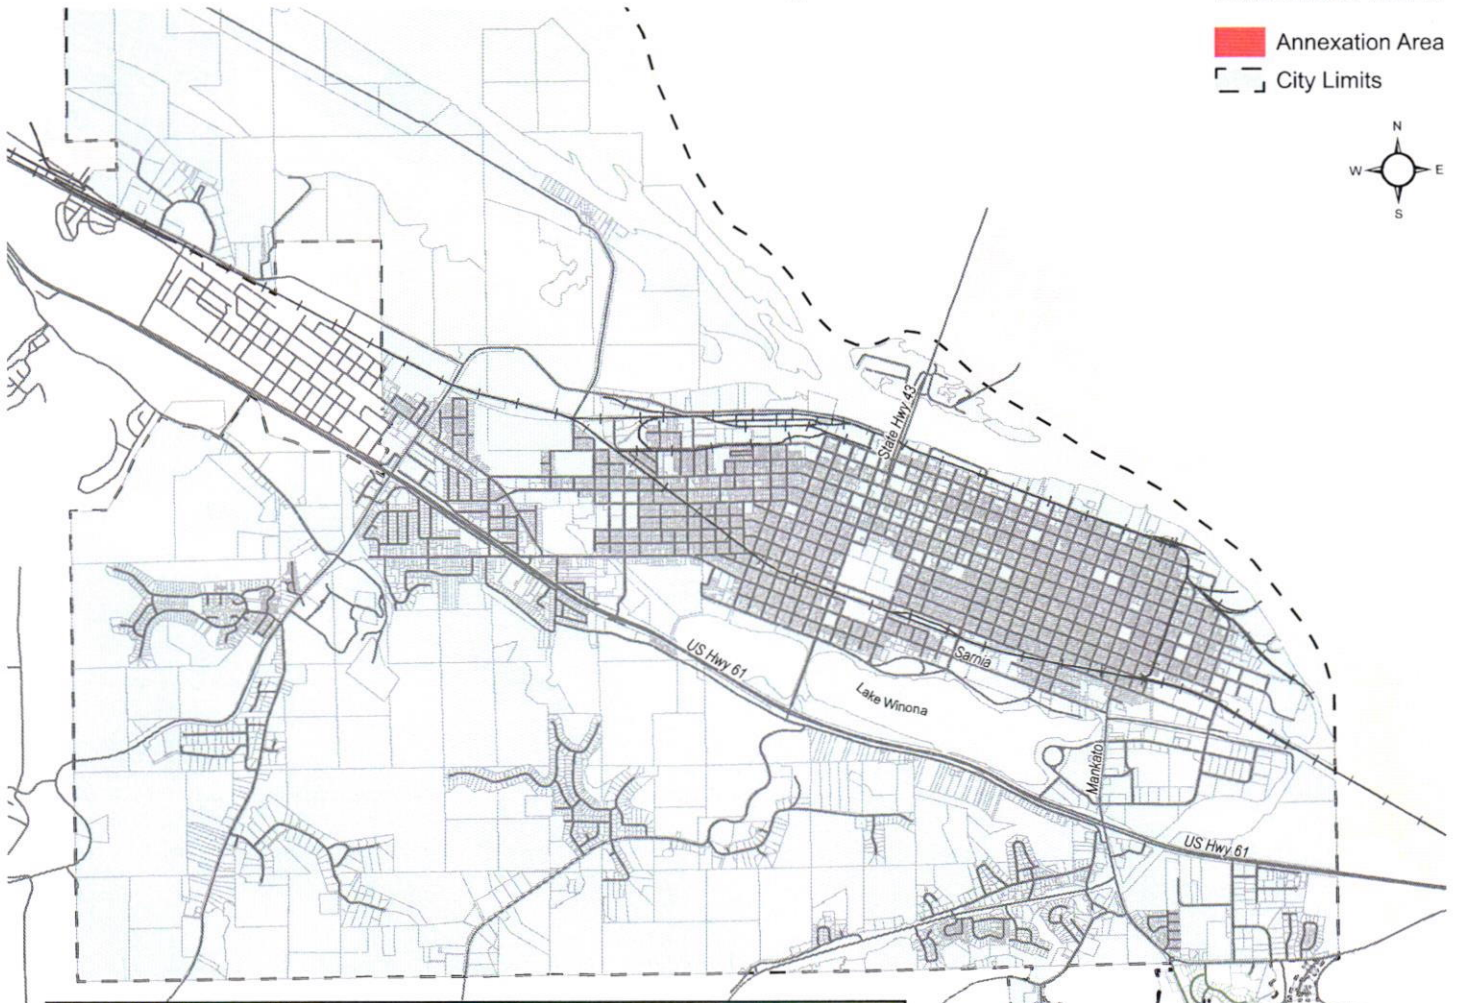 Annexation Area
City Limits
N
W E
S
State Hwy 43
Sarnia
US Hwy 61
Lake Winona
Mankato
US Hwy 61